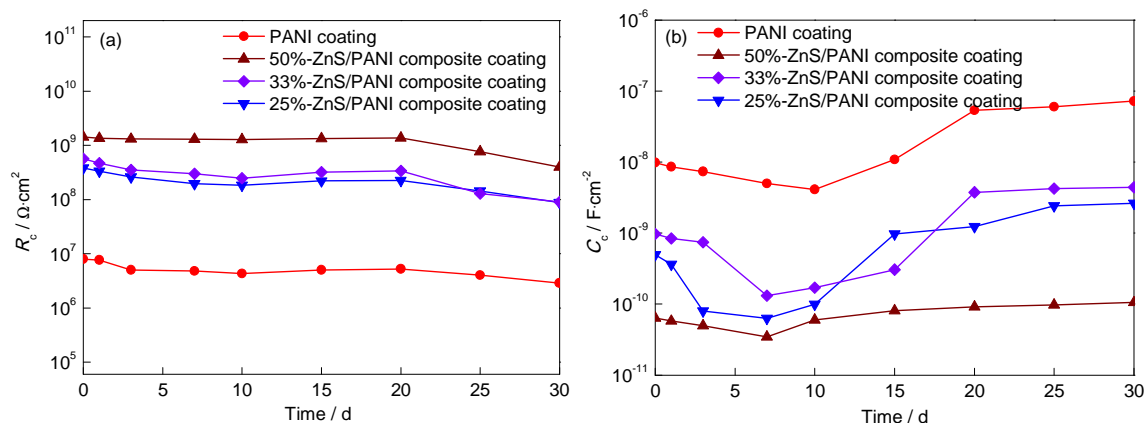 (a)
PANI coating
50%-ZnS/PANI composite coating
33%-ZnS/PANI composite coating
25%-ZnS/PANI composite coating
10¹¹
10¹⁰
10⁹
10⁸
10⁷
10⁶
10⁵
R_c / Ω·cm²
0 5 10 15 20 25 30
Time / d
(b)
PANI coating
50%-ZnS/PANI composite coating
33%-ZnS/PANI composite coating
25%-ZnS/PANI composite coating
10⁻⁶
10⁻⁷
10⁻⁸
10⁻⁹
10⁻¹⁰
10⁻¹¹
C_c / F·cm⁻²
0 5 10 15 20 25 30
Time / d